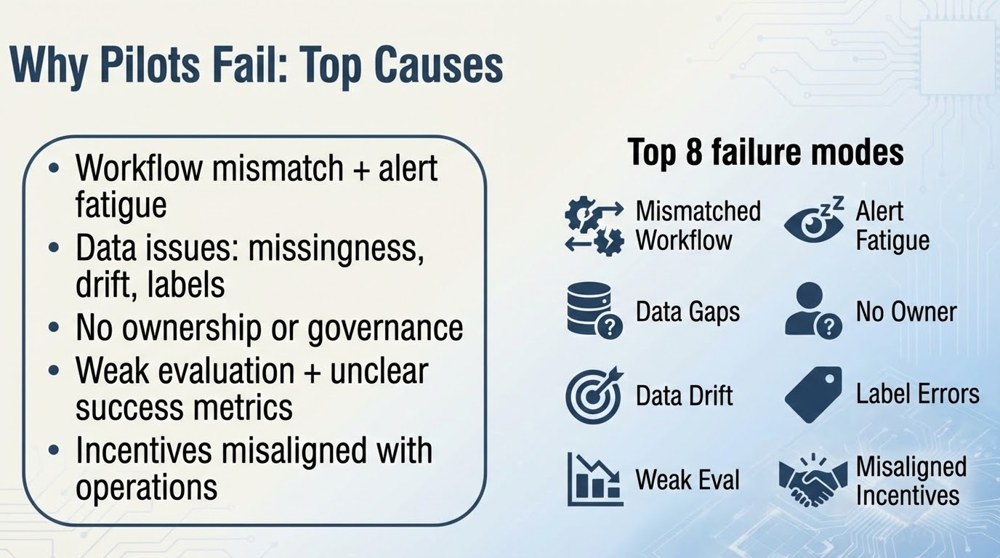 Why Pilots Fail: Top Causes
• Workflow mismatch + alert
fatigue
• Data issues: missingness,
drift, labels
• No ownership or governance
• Weak evaluation + unclear
success metrics
• Incentives misaligned with
operations
Top 8 failure modes
Mismatched
Workflow
zZZ
Alert
Fatigue
?
Data Gaps
?
No Owner
Data Drift
Label Errors
Weak Eval
Misaligned
Incentives